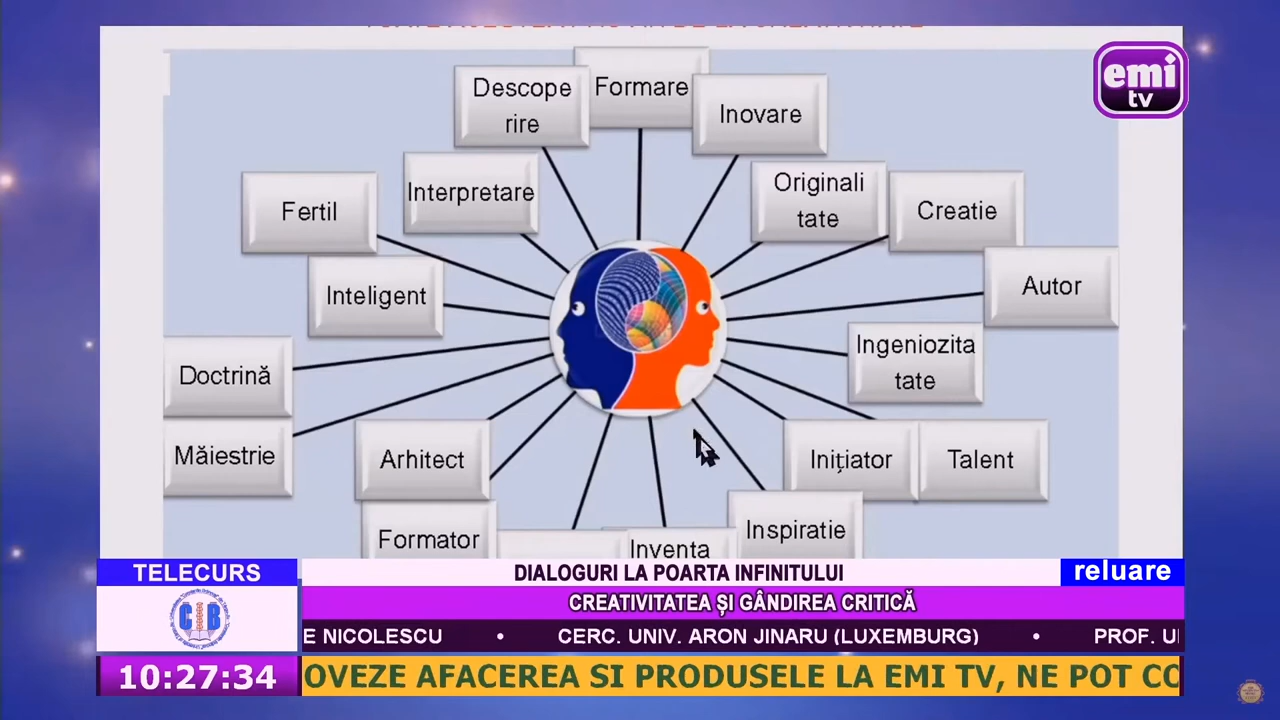 emi
tv
Descope
rire
Formare
Inovare
Interpretare
Originali
tate
Fertil
Creatie
Inteligent
Autor
Doctrină
Ingeniozita
tate
Măiestrie
Arhitect
Inițiator
Talent
Formator
Inventa
Inspiratie
TELECURS
DIALOGURI LA POARTA INFINITULUI
reluare
CREATIVITATEA ȘI GÂNDIREA CRITICĂ
CIB
E NICOLESCU • CERC. UNIV. ARON JINARU (LUXEMBURG) • PROF. U
10:27:34
OVEZE AFACEREA SI PRODUSELE LA EMI TV, NE POT CO